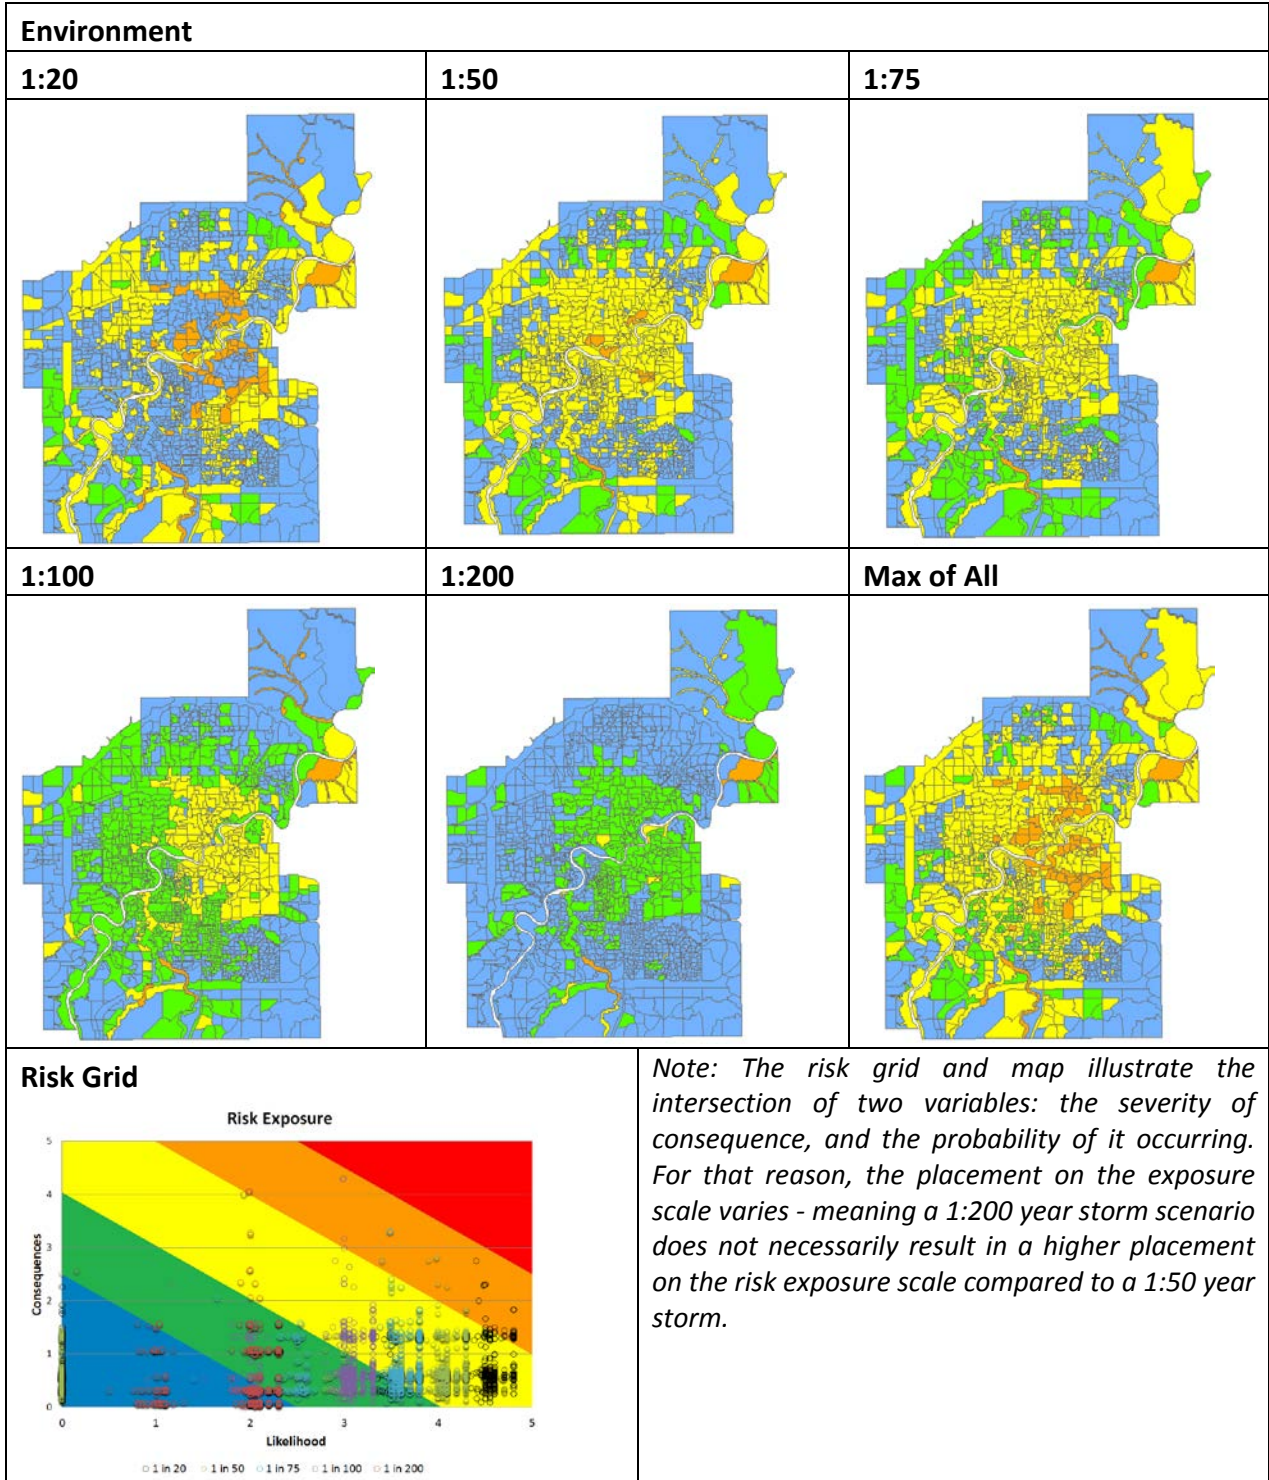 Environment
1:20
1:50
1:75
1:100
1:200
Max of All
Risk Grid
Risk Exposure
5
4
3
2
1
0
Consequences
0 1 2 3 4 5
Likelihood
1 in 20 1 in 50 1 in 75 1 in 100 1 in 200
Note: The risk grid and map illustrate the
intersection of two variables: the severity of
consequence, and the probability of it occurring.
For that reason, the placement on the exposure
scale varies - meaning a 1:200 year storm scenario
does not necessarily result in a higher placement
on the risk exposure scale compared to a 1:50 year
storm.